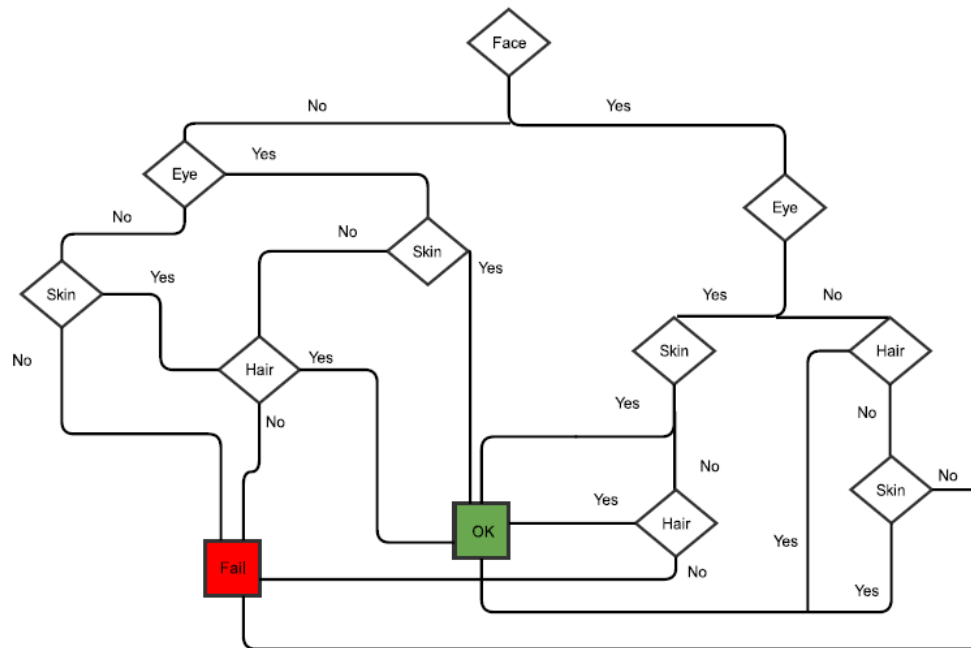 Face
No
Yes
Eye
Yes
No
Eye
No
Skin
Yes
Skin
Yes
Yes
No
No
Hair
Yes
Skin
Hair
No
Yes
No
No
Skin
No
Yes
OK
Hair
Yes
Fail
No
Yes